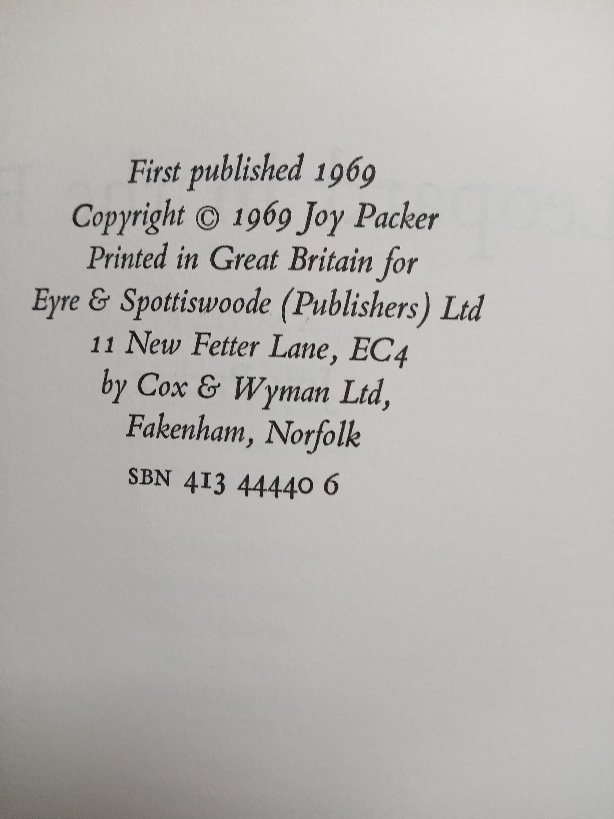 First published 1969
Copyright © 1969 Joy Packer
Printed in Great Britain for
Eyre & Spottiswoode (Publishers) Ltd
11 New Fetter Lane, EC4
by Cox & Wyman Ltd,
Fakenham, Norfolk
SBN 413 44440 6